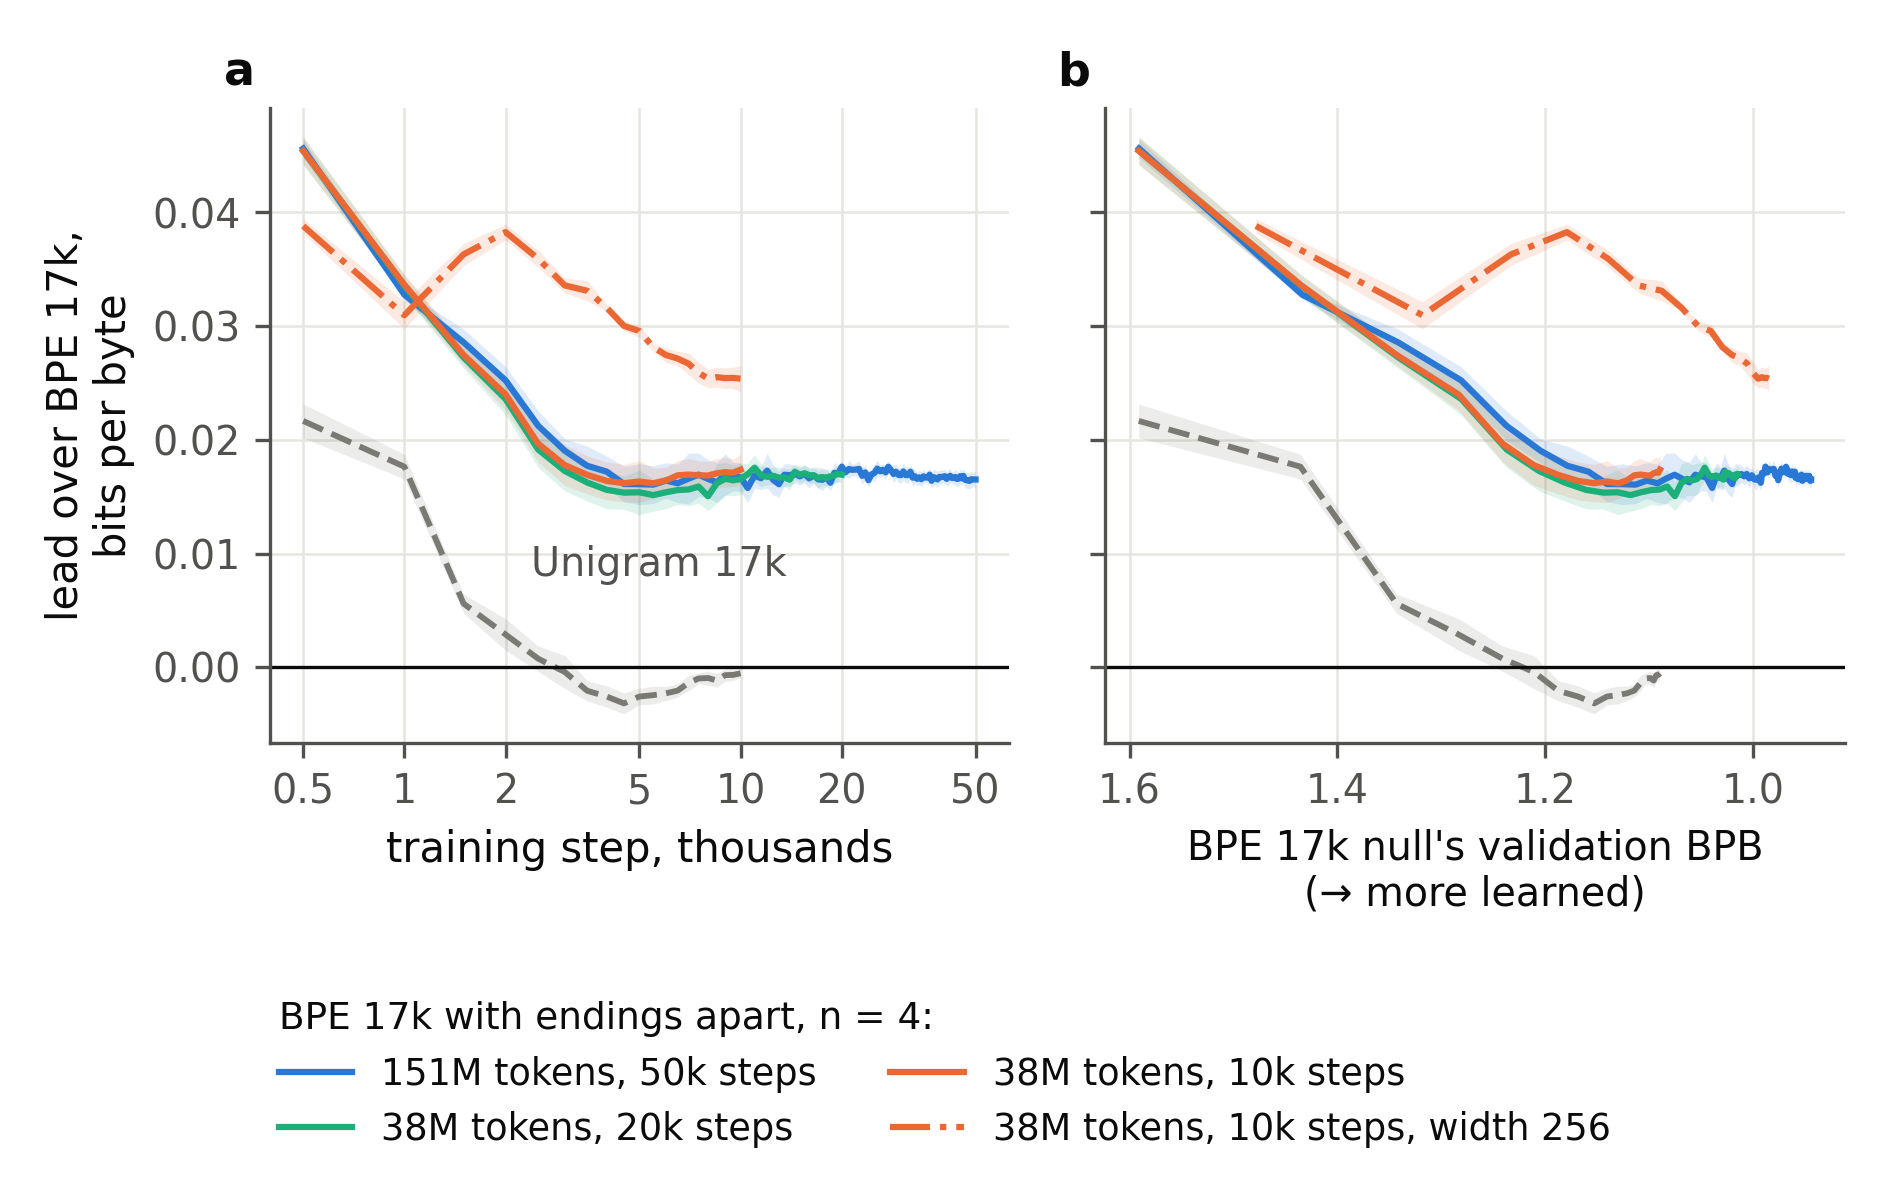 a
b
lead over BPE 17k,
bits per byte
0.04
0.03
0.02
0.01
0.00
Unigram 17k
0.5 1 2 5 10 20 50
training step, thousands
1.6 1.4 1.2 1.0
BPE 17k null's validation BPB
(→ more learned)
BPE 17k with endings apart, n = 4:
151M tokens, 50k steps
38M tokens, 20k steps
38M tokens, 10k steps
38M tokens, 10k steps, width 256